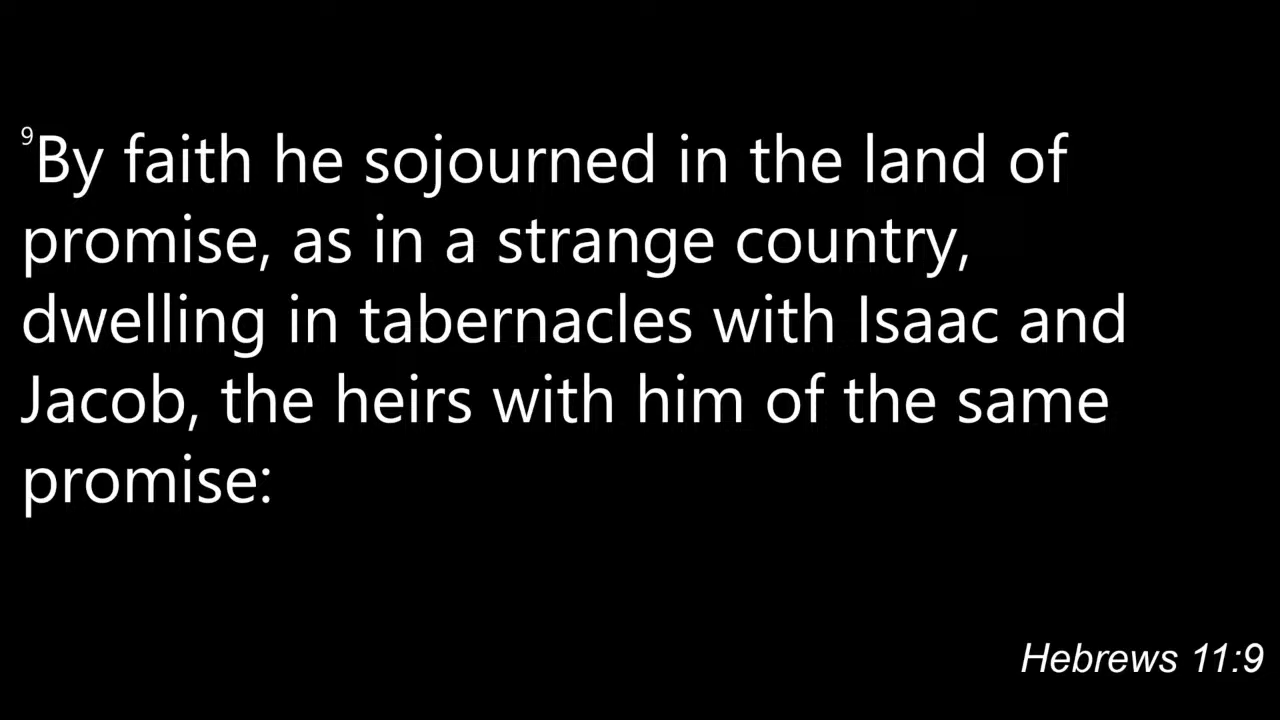 9By faith he sojourned in the land of
promise, as in a strange country,
dwelling in tabernacles with Isaac and
Jacob, the heirs with him of the same
promise:
Hebrews 11:9